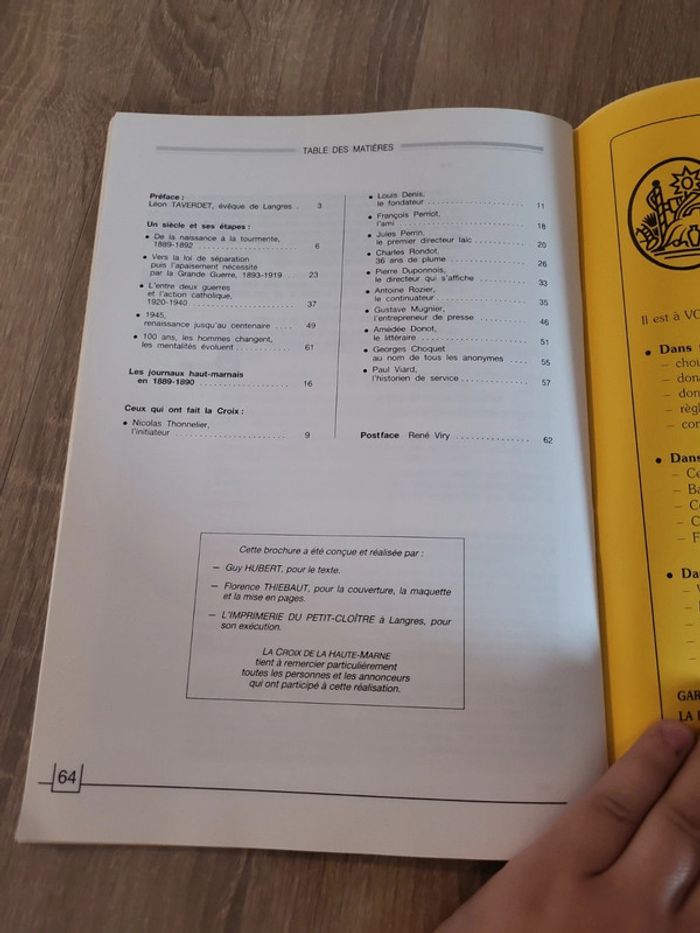 TABLE DES MATIÈRES
Préface :
Léon TAVERDET, évêque de Langres . 3
Un siècle et ses étapes :
• De la naissance à la tourmente,
1889-1892 . . . . . . . . . . . . . . . . . . . . 6
• Vers la loi de séparation
puis l'apaisement nécessité
par la Grande Guerre, 1893-1919 . . . 23
• L'entre deux guerres
et l'action catholique,
1920-1940 . . . . . . . . . . . . . . . . . . . . 37
• 1945,
renaissance jusqu'au centenaire . . . . 49
• 100 ans, les hommes changent,
les mentalités évoluent . . . . . . . . . . . 61
Les journaux haut-marnais
en 1889-1890 . . . . . . . . . . . . . . . . . . 16
Ceux qui ont fait la Croix :
• Nicolas Thonnelier,
l'initiateur . . . . . . . . . . . . . . . . . . . . 9
• Louis Denis,
le fondateur . . . . . . . . . . . . . . . . . . . 11
• François Perriot,
l'ami . . . . . . . . . . . . . . . . . . . . . . . . 18
• Jules Perrin,
le premier directeur laïc . . . . . . . . . . 20
• Charles Rondot,
36 ans de plume . . . . . . . . . . . . . . . 26
• Pierre Duponnois,
le directeur qui s'affiche . . . . . . . . . . 33
• Antoine Rozier,
le continuateur . . . . . . . . . . . . . . . . . 35
• Gustave Mugnier,
l'entrepreneur de presse . . . . . . . . . . 46
• Amédée Donot,
le littéraire . . . . . . . . . . . . . . . . . . . . 51
• Georges Choquet
au nom de tous les anonymes . . . . 55
• Paul Viard,
l'historien de service . . . . . . . . . . . . . 57
Postface René Viry . . . . . . . . . . . . . . 62
Cette brochure a été conçue et réalisée par :
— Guy HUBERT, pour le texte.
— Florence THIEBAUT, pour la couverture, la maquette
et la mise en pages.
— L'IMPRIMERIE DU PETIT-CLOÎTRE à Langres, pour
son exécution.
LA CROIX DE LA HAUTE-MARNE
tient à remercier particulièrement
toutes les personnes et les annonceurs
qui ont participé à cette réalisation.
64
Il est à VO
• Dans
– choi
– don
– don
– règl
– con
• Dans
– Ce
– Ba
– Co
– C
– F
• Da
GAR